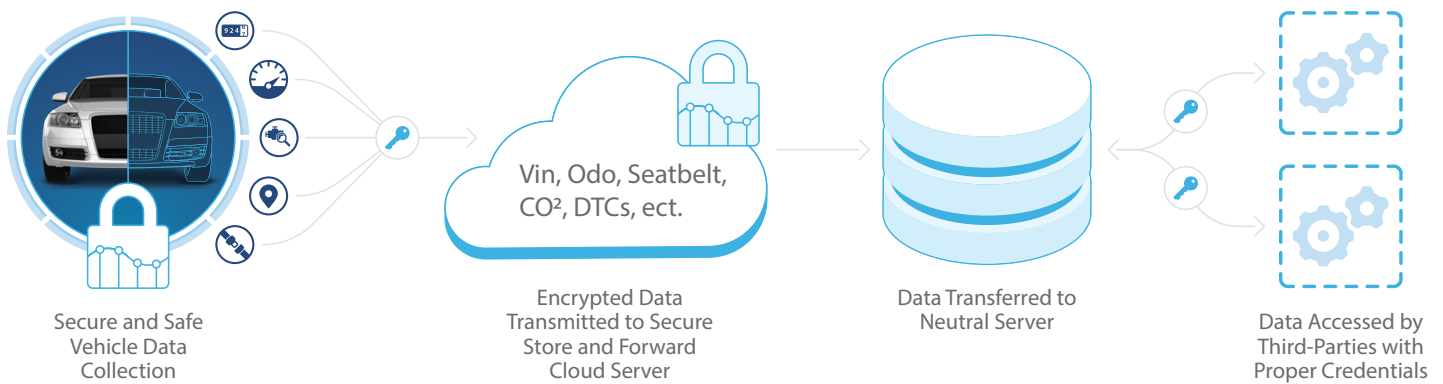 924
Vin, Odo, Seatbelt,
CO², DTCs, ect.
Secure and Safe
Vehicle Data
Collection
Encrypted Data
Transmitted to Secure
Store and Forward
Cloud Server
Data Transferred to
Neutral Server
Data Accessed by
Third-Parties with
Proper Credentials